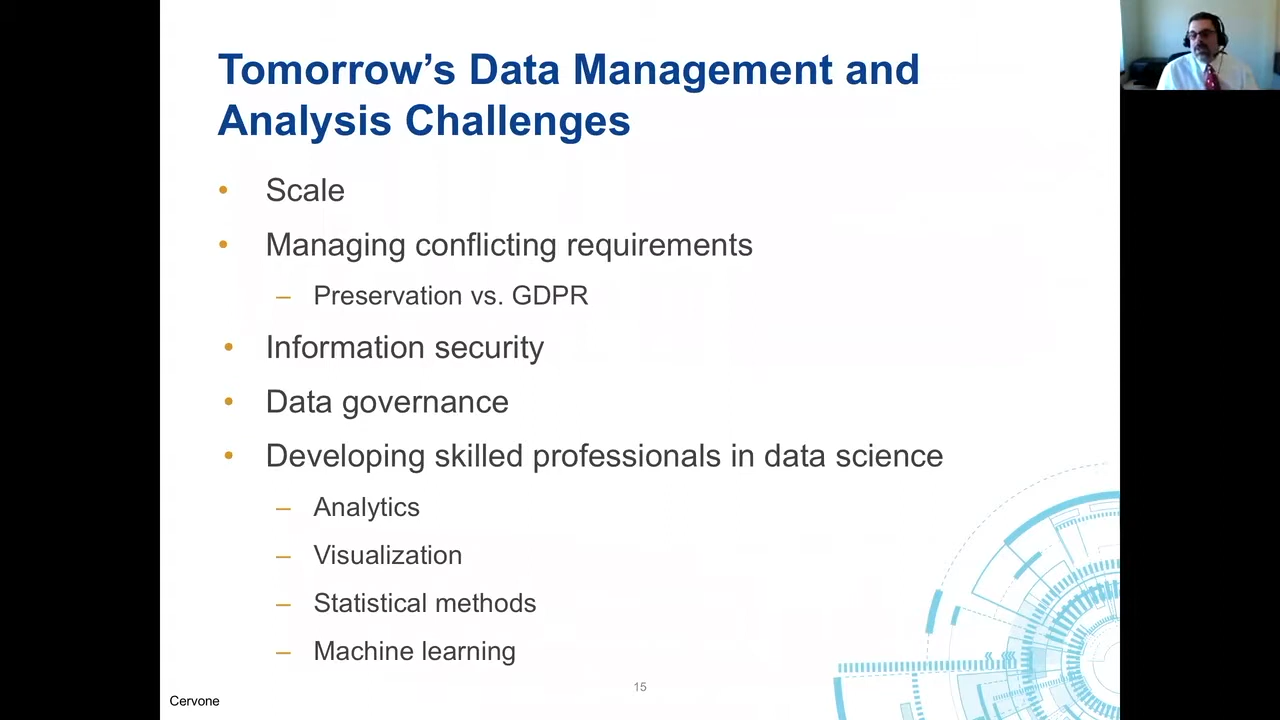 Tomorrow’s Data Management and
Analysis Challenges
• Scale
• Managing conflicting requirements
– Preservation vs. GDPR
• Information security
• Data governance
• Developing skilled professionals in data science
– Analytics
– Visualization
– Statistical methods
– Machine learning
15
Cervone